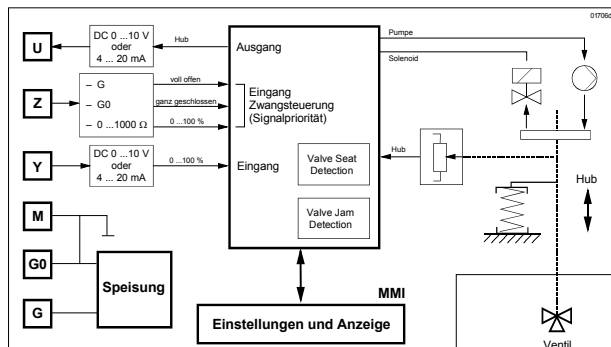 01706d
U
DC 0 ...10 V
oder
4 ... 20 mA
Hub
Ausgang
Pumpe
Solenoid
Z
– G
– G0
– 0 ...1000 Ω
voll offen
ganz geschlossen
0 ...100 %
Eingang
Zwangsteuerung
(Signalpriorität)
Y
DC 0 ...10 V
oder
4 ... 20 mA
0 ...100 %
Eingang
Valve Seat
Detection
Valve Jam
Detection
Hub
Hub
M
G0
G
Speisung
MMI
Einstellungen und Anzeige
Ventil